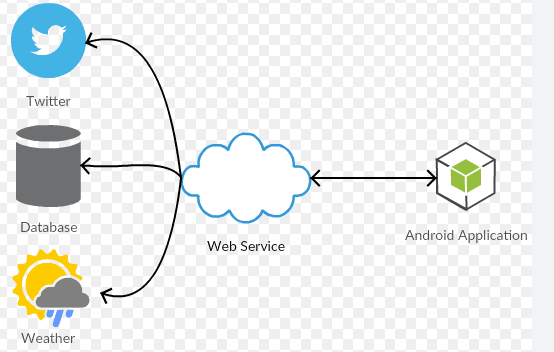 Twitter
Database
Web Service
Android Application
Weather